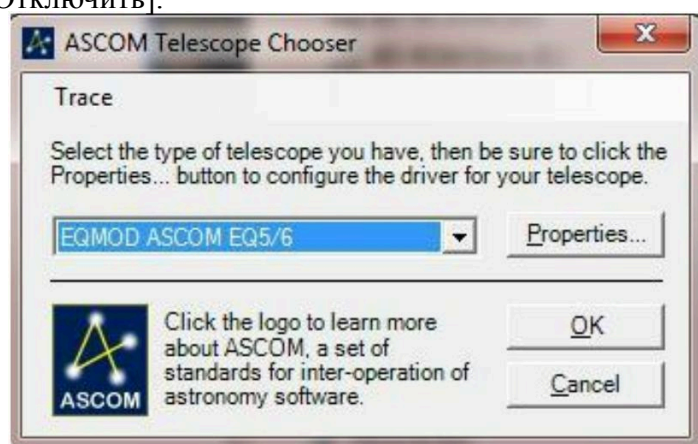 Отключить].
ASCOM Telescope Chooser
Trace
Select the type of telescope you have, then be sure to click the
Properties... button to configure the driver for your telescope.
EQMOD ASCOM EQ5/6
Properties...
Click the logo to learn more
about ASCOM, a set of
standards for inter-operation of
astronomy software.
ASCOM
OK
Cancel